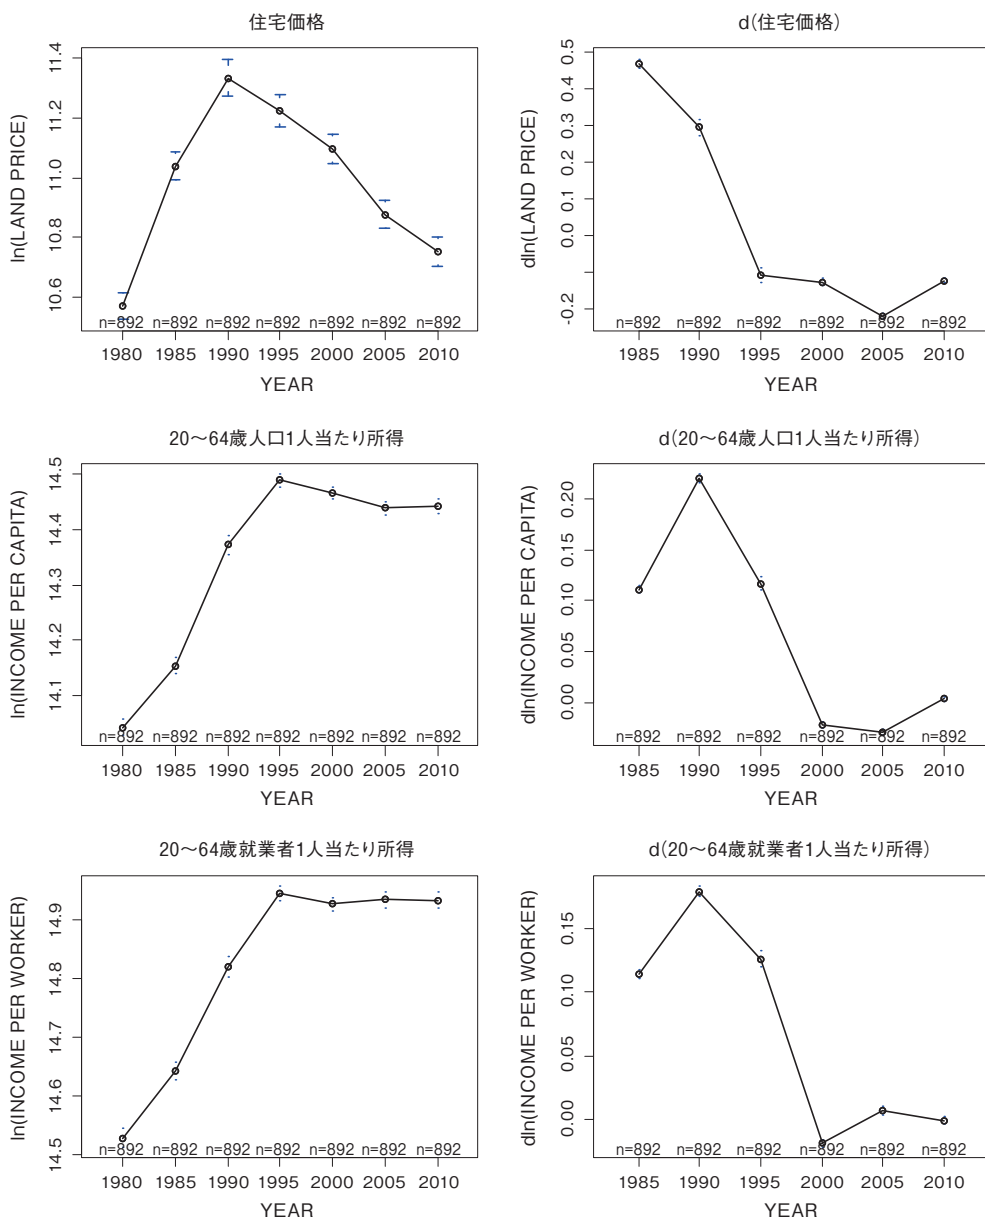 住宅価格
ln(LAND PRICE)
11.4
11.2
11.0
10.8
10.6
n=892 n=892 n=892 n=892 n=892 n=892 n=892
1980 1985 1990 1995 2000 2005 2010
YEAR
d(住宅価格)
dln(LAND PRICE)
0.5
0.4
0.3
0.2
0.0
-0.2
n=892 n=892 n=892 n=892 n=892 n=892
1985 1990 1995 2000 2005 2010
YEAR
20～64歳人口1人当たり所得
ln(INCOME PER CAPITA)
14.5
14.4
14.3
14.2
14.1
n=892 n=892 n=892 n=892 n=892 n=892 n=892
1980 1985 1990 1995 2000 2005 2010
YEAR
d(20～64歳人口1人当たり所得)
dln(INCOME PER CAPITA)
0.20
0.15
0.10
0.05
0.00
n=892 n=892 n=892 n=892 n=892 n=892
1985 1990 1995 2000 2005 2010
YEAR
20～64歳就業者1人当たり所得
ln(INCOME PER WORKER)
14.9
14.8
14.7
14.6
14.5
n=892 n=892 n=892 n=892 n=892 n=892 n=892
1980 1985 1990 1995 2000 2005 2010
YEAR
d(20～64歳就業者1人当たり所得)
dln(INCOME PER WORKER)
0.15
0.10
0.05
0.00
n=892 n=892 n=892 n=892 n=892 n=892
1985 1990 1995 2000 2005 2010
YEAR